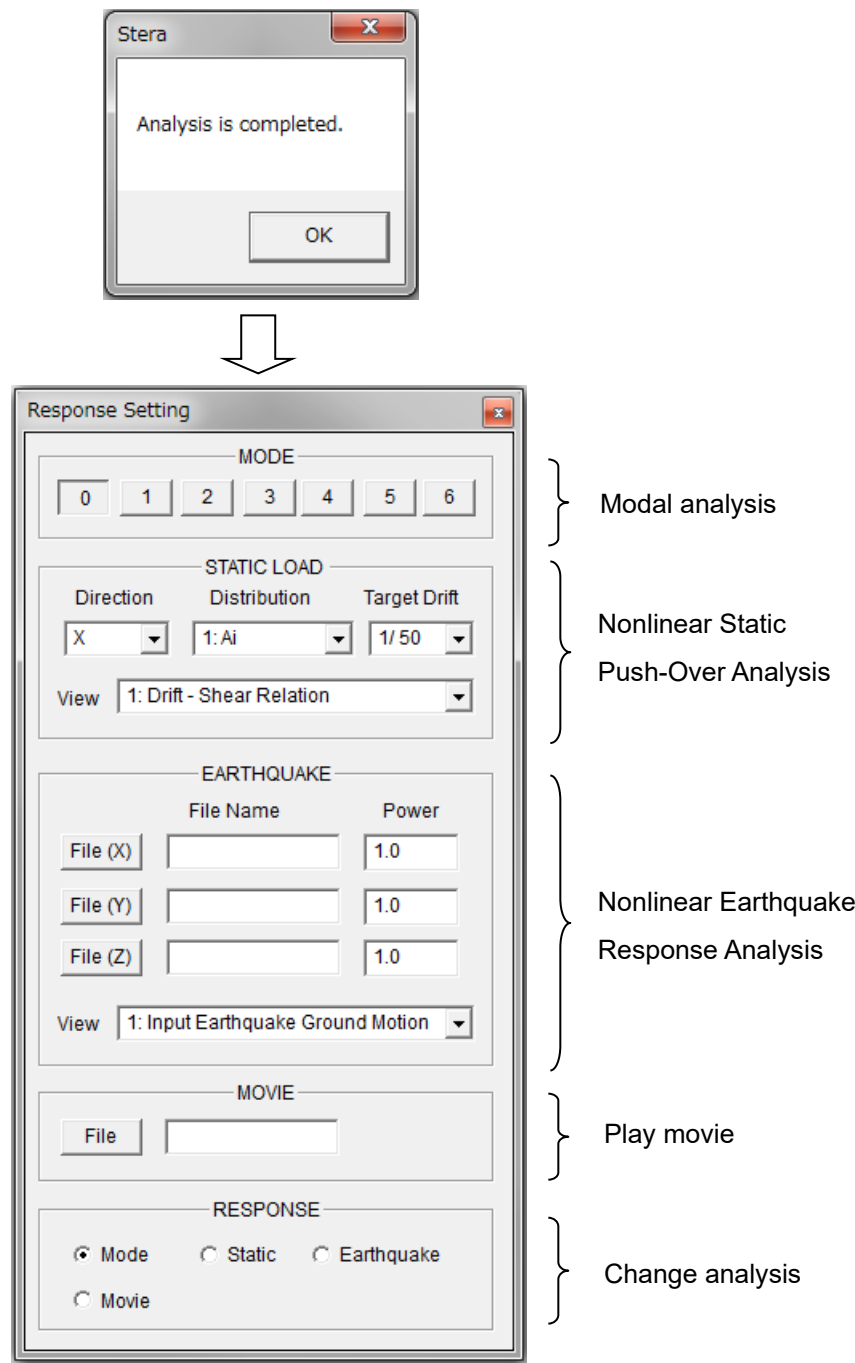 Stera
Analysis is completed.
OK
Response Setting
MODE
0 1 2 3 4 5 6
Modal analysis
STATIC LOAD
Direction Distribution Target Drift
X 1: Ai 1/ 50
View 1: Drift - Shear Relation
Nonlinear Static
Push-Over Analysis
EARTHQUAKE
File Name Power
File (X) 1.0
File (Y) 1.0
File (Z) 1.0
View 1: Input Earthquake Ground Motion
Nonlinear Earthquake
Response Analysis
MOVIE
File
Play movie
RESPONSE
Mode Static Earthquake
Movie
Change analysis